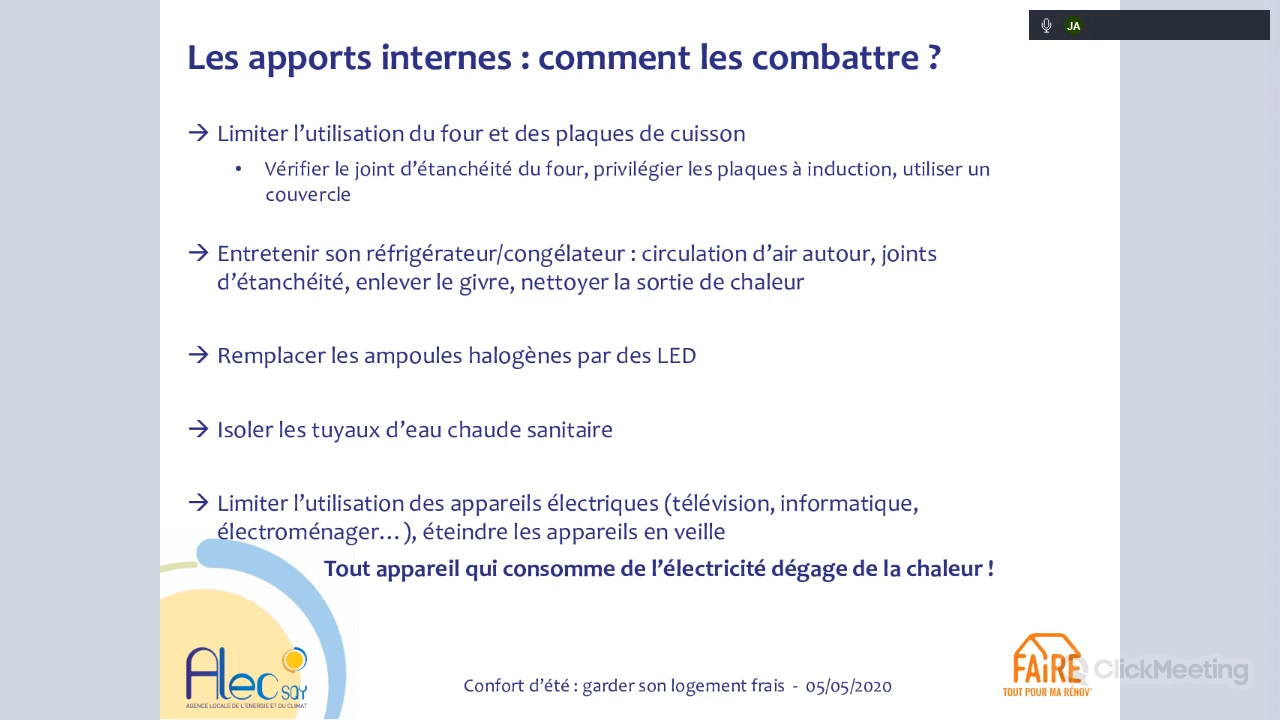 JA
Les apports internes : comment les combattre ?
→ Limiter l'utilisation du four et des plaques de cuisson
• Vérifier le joint d'étanchéité du four, privilégier les plaques à induction, utiliser un
couvercle
→ Entretenir son réfrigérateur/congélateur : circulation d'air autour, joints
d'étanchéité, enlever le givre, nettoyer la sortie de chaleur
→ Remplacer les ampoules halogènes par des LED
→ Isoler les tuyaux d'eau chaude sanitaire
→ Limiter l'utilisation des appareils électriques (télévision, informatique,
électroménager…), éteindre les appareils en veille
Tout appareil qui consomme de l'électricité dégage de la chaleur !
Alec SQY
AGENCE LOCALE DE L'ENERGIE ET DU CLIMAT
Confort d'été : garder son logement frais - 05/05/2020
FAIRE
TOUT POUR MA RÉNOV'
ClickMeeting